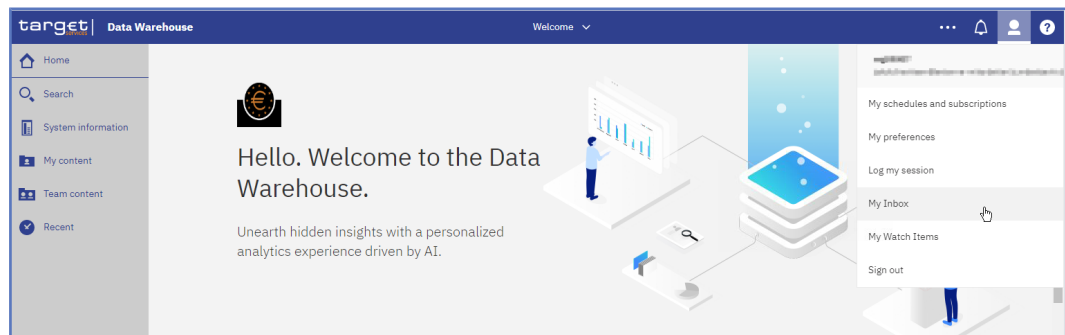 target services | Data Warehouse
Welcome
?
Home
Search
System information
My content
Team content
Recent
Hello. Welcome to the Data
Warehouse.
Unearth hidden insights with a personalized
analytics experience driven by AI.
My schedules and subscriptions
My preferences
Log my session
My Inbox
My Watch Items
Sign out